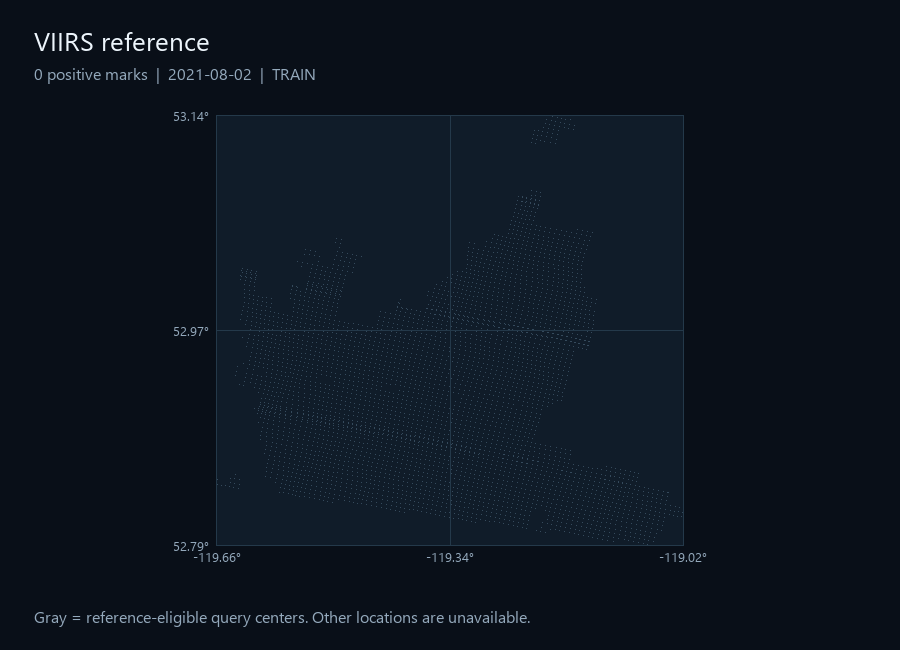 VIIRS reference
0 positive marks | 2021-08-02 | TRAIN
53.14°
52.97°
52.79°
-119.66° -119.34° -119.02°
Gray = reference-eligible query centers. Other locations are unavailable.